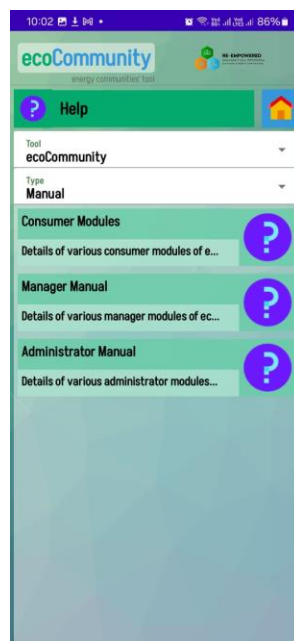 10:02
86%
ecoCommunity
energy communities' tool
RE-EMPOWERED
Help
Tool
ecoCommunity
Type
Manual
Consumer Modules
Details of various consumer modules of e...
Manager Manual
Details of various manager modules of ec...
Administrator Manual
Details of various administrator modules...